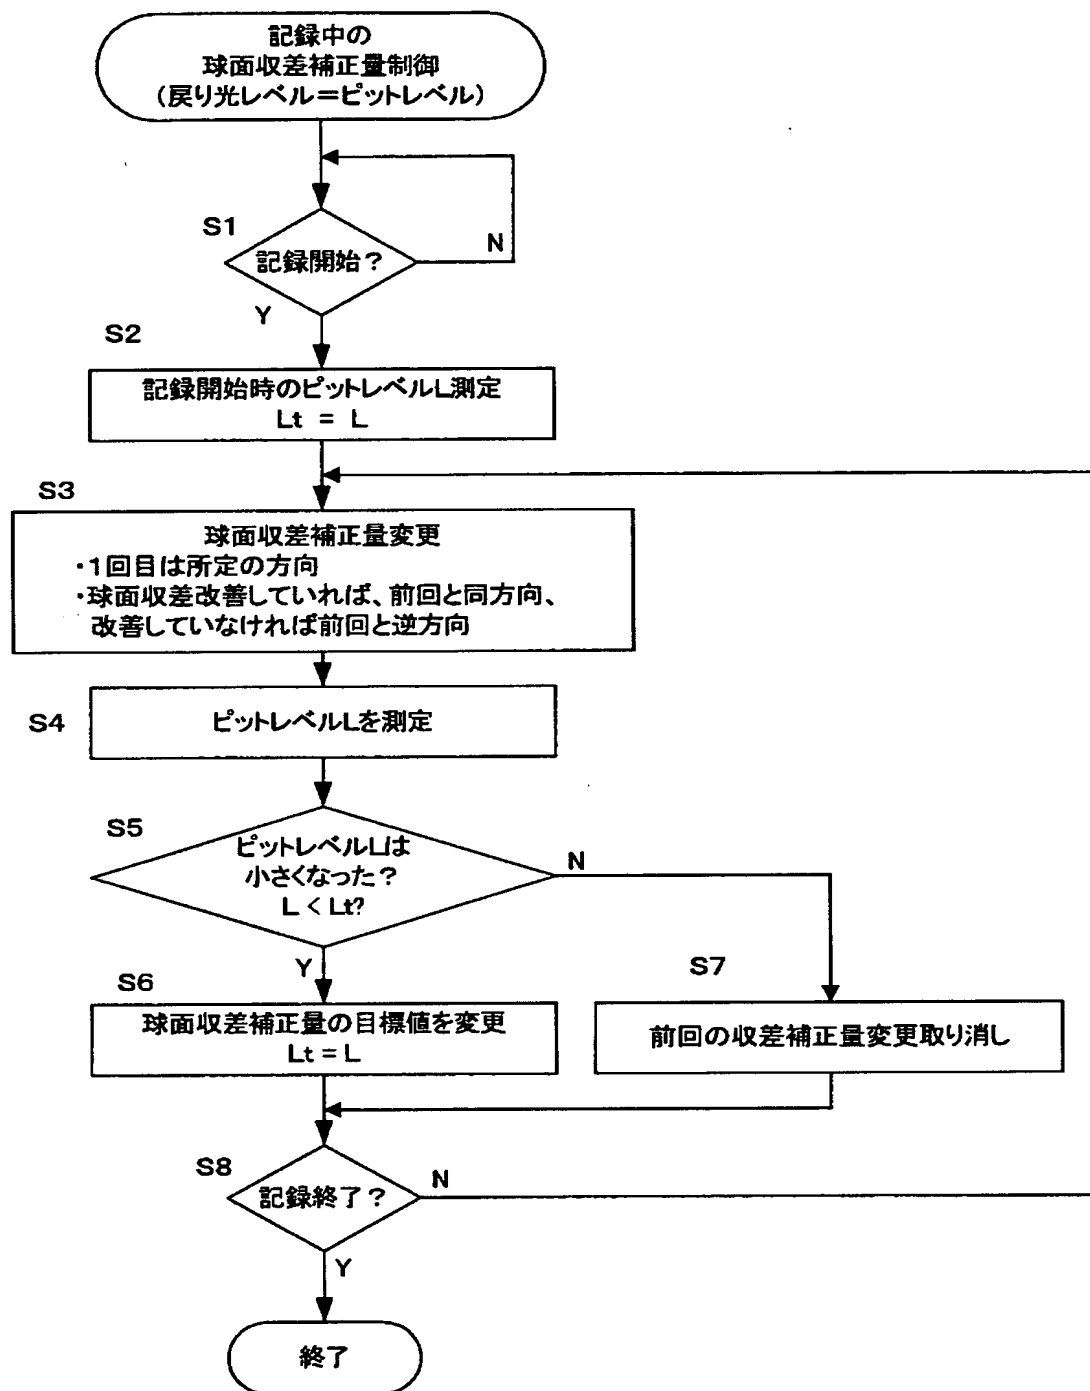 記録中の
球面収差補正量制御
(戻り光レベル=ピットレベル)
S1
記録開始？
N
Y
S2
記録開始時のピットレベルL測定
Lt = L
S3
球面収差補正量変更
・1回目は所定の方向
・球面収差改善していれば、前回と同方向、
改善していなければ前回と逆方向
S4
ピットレベルLを測定
S5
ピットレベルLは
小さくなった？
L < Lt?
N
Y
S6
球面収差補正量の目標値を変更
Lt = L
S7
前回の収差補正量変更取り消し
S8
記録終了？
N
Y
終了